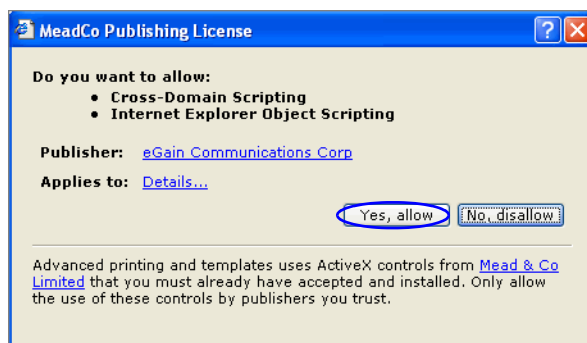 MeadCo Publishing License
Do you want to allow:
• Cross-Domain Scripting
• Internet Explorer Object Scripting
Publisher: eGain Communications Corp
Applies to: Details...
Yes, allow No, disallow
Advanced printing and templates uses ActiveX controls from Mead & Co
Limited that you must already have accepted and installed. Only allow
the use of these controls by publishers you trust.